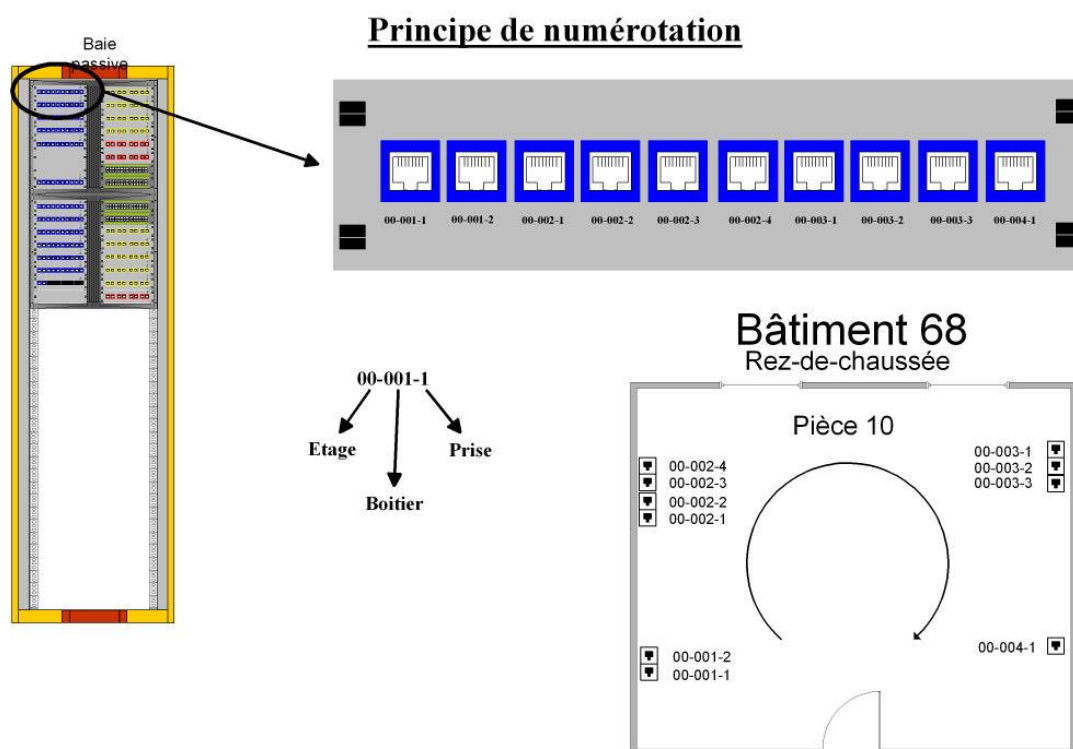 Principe de numérotation
Baie
passive
00-001-1 00-001-2 00-002-1 00-002-2 00-002-3 00-002-4 00-003-1 00-003-2 00-003-3 00-004-1
00-001-1
Etage
Prise
Boitier
Bâtiment 68
Rez-de-chaussée
Pièce 10
00-002-4
00-002-3
00-002-2
00-002-1
00-003-1
00-003-2
00-003-3
00-001-2
00-001-1
00-004-1